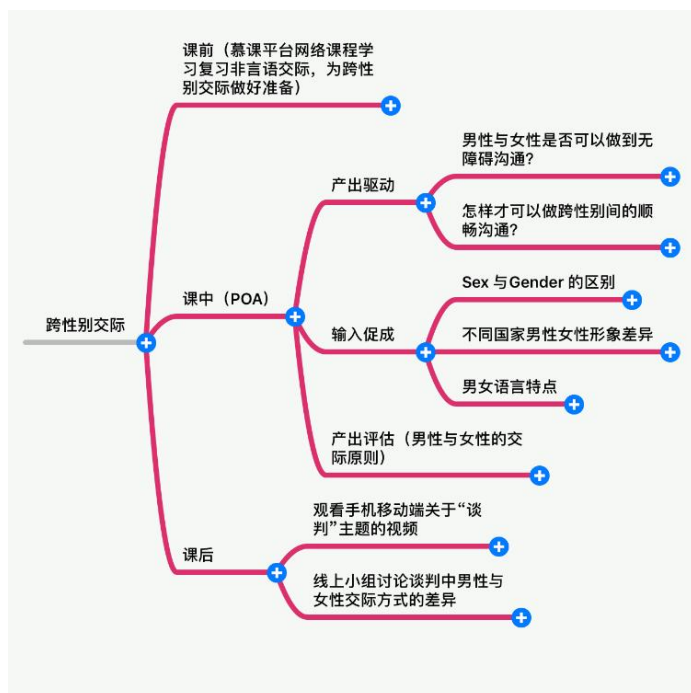 课前（慕课平台网络课程学
习复习非言语交际，为跨性
别交际做好准备）
男性与女性是否可以做到无
障碍沟通？
产出驱动
怎样才可以做跨性别间的顺
畅沟通？
课中（POA）
Sex 与Gender 的区别
跨性别交际
输入促成
不同国家男性女性形象差异
男女语言特点
产出评估（男性与女性的交
际原则）
观看手机移动端关于“谈
判”主题的视频
课后
线上小组讨论谈判中男性与
女性交际方式的差异